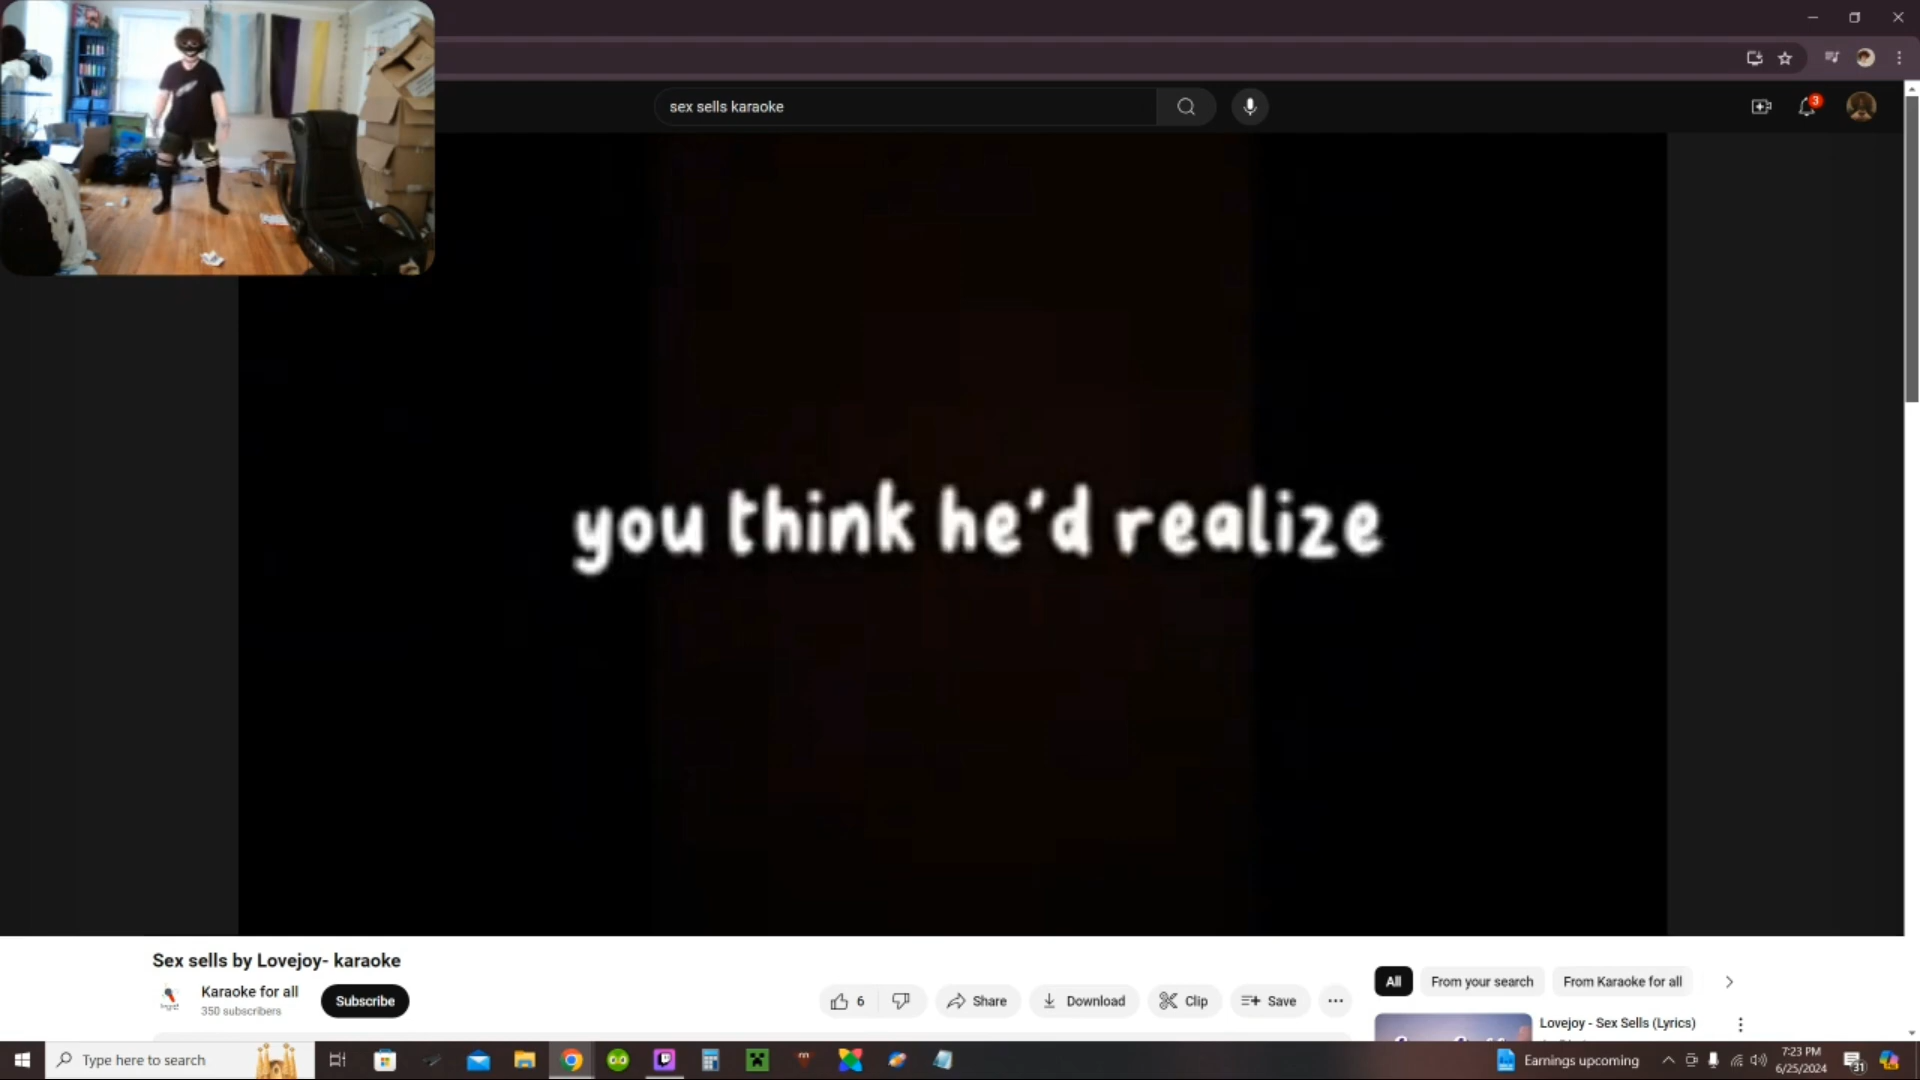 sex sells karaoke
3
you think he'd realize
Sex sells by Lovejoy- karaoke
Karaoke for all
350 subscribers
Subscribe
6
Share
Download
Clip
Save
All
From your search
From Karaoke for all
Lovejoy - Sex Sells (Lyrics)
Type here to search
Earnings upcoming
7:23 PM
6/25/2024
31